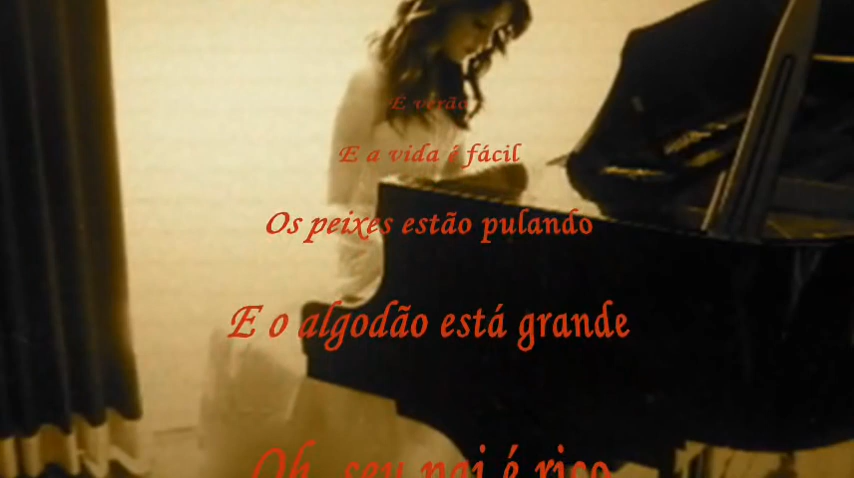 É verão
E a vida é fácil
Os peixes estão pulando
E o algodão está grande
Oh, seu pai é rico